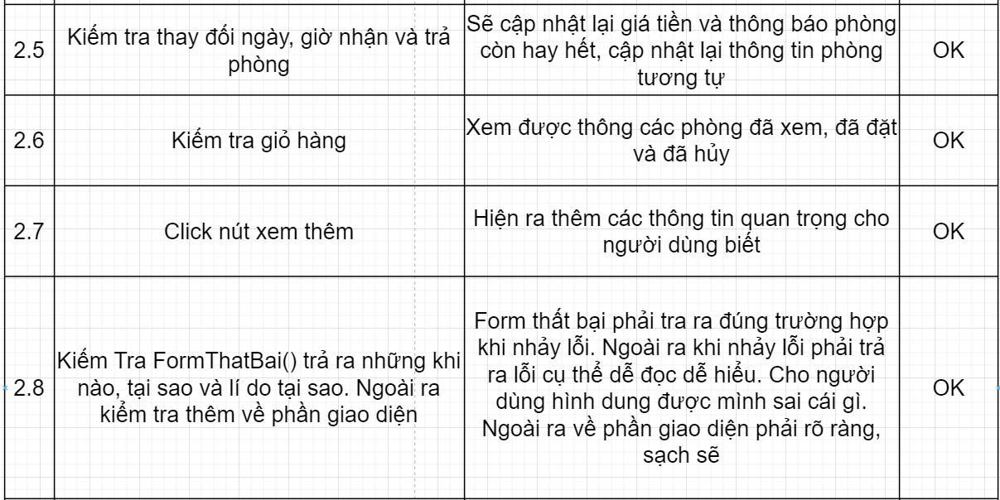 2.5
Kiểm tra thay đổi ngày, giờ nhận và trả
phòng
Sẽ cập nhật lại giá tiền và thông báo phòng
còn hay hết, cập nhật lại thông tin phòng
tương tự
OK
2.6
Kiểm tra giỏ hàng
Xem được thông các phòng đã xem, đã đặt
và đã hủy
OK
2.7
Click nút xem thêm
Hiện ra thêm các thông tin quan trọng cho
người dùng biết
OK
2.8
Kiểm Tra FormThatBai() trả ra những khi
nào, tại sao và lí do tại sao. Ngoài ra
kiểm tra thêm về phần giao diện
Form thất bại phải tra ra đúng trường hợp
khi nhảy lỗi. Ngoài ra khi nhảy lỗi phải trả
ra lỗi cụ thể dễ đọc dễ hiểu. Cho người
dùng hình dung được mình sai cái gì.
Ngoài ra về phần giao diện phải rõ ràng,
sạch sẽ
OK